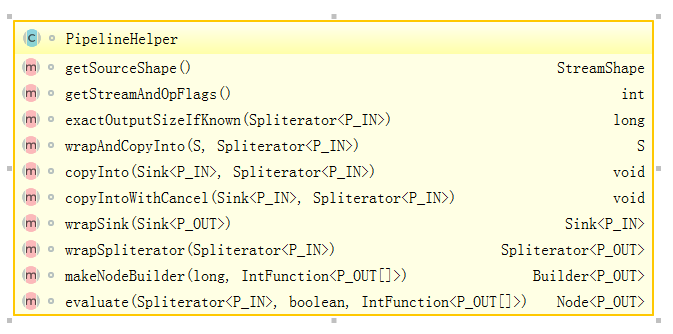 C PipelineHelper
m getSourceShape() StreamShape
m getStreamAndOpFlags() int
m exactOutputSizeIfKnown(Spliterator<P_IN>) long
m wrapAndCopyInto(S, Spliterator<P_IN>) S
m copyInto(Sink<P_IN>, Spliterator<P_IN>) void
m copyIntoWithCancel(Sink<P_IN>, Spliterator<P_IN>) void
m wrapSink(Sink<P_OUT>) Sink<P_IN>
m wrapSpliterator(Spliterator<P_IN>) Spliterator<P_OUT>
m makeNodeBuilder(long, IntFunction<P_OUT[]>) Builder<P_OUT>
m evaluate(Spliterator<P_IN>, boolean, IntFunction<P_OUT[]>) Node<P_OUT>